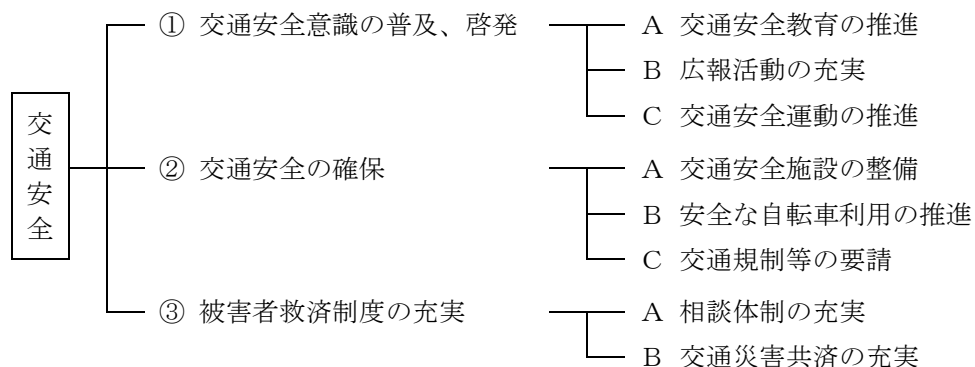 交通安全
① 交通安全意識の普及、啓発
A 交通安全教育の推進
B 広報活動の充実
C 交通安全運動の推進
② 交通安全の確保
A 交通安全施設の整備
B 安全な自転車利用の推進
C 交通規制等の要請
③ 被害者救済制度の充実
A 相談体制の充実
B 交通災害共済の充実